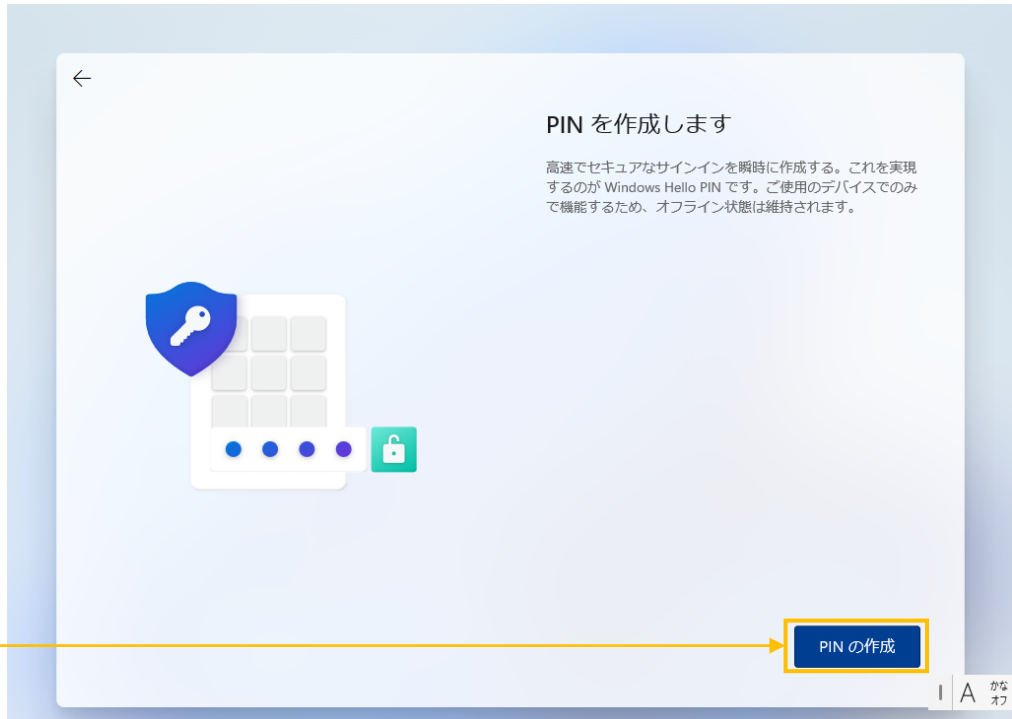 PIN を作成します
高速でセキュアなサインインを瞬時に作成する。これを実現
するのが Windows Hello PIN です。ご使用のデバイスでのみ
で機能するため、オフライン状態は維持されます。
PIN の作成
A かな
オフ